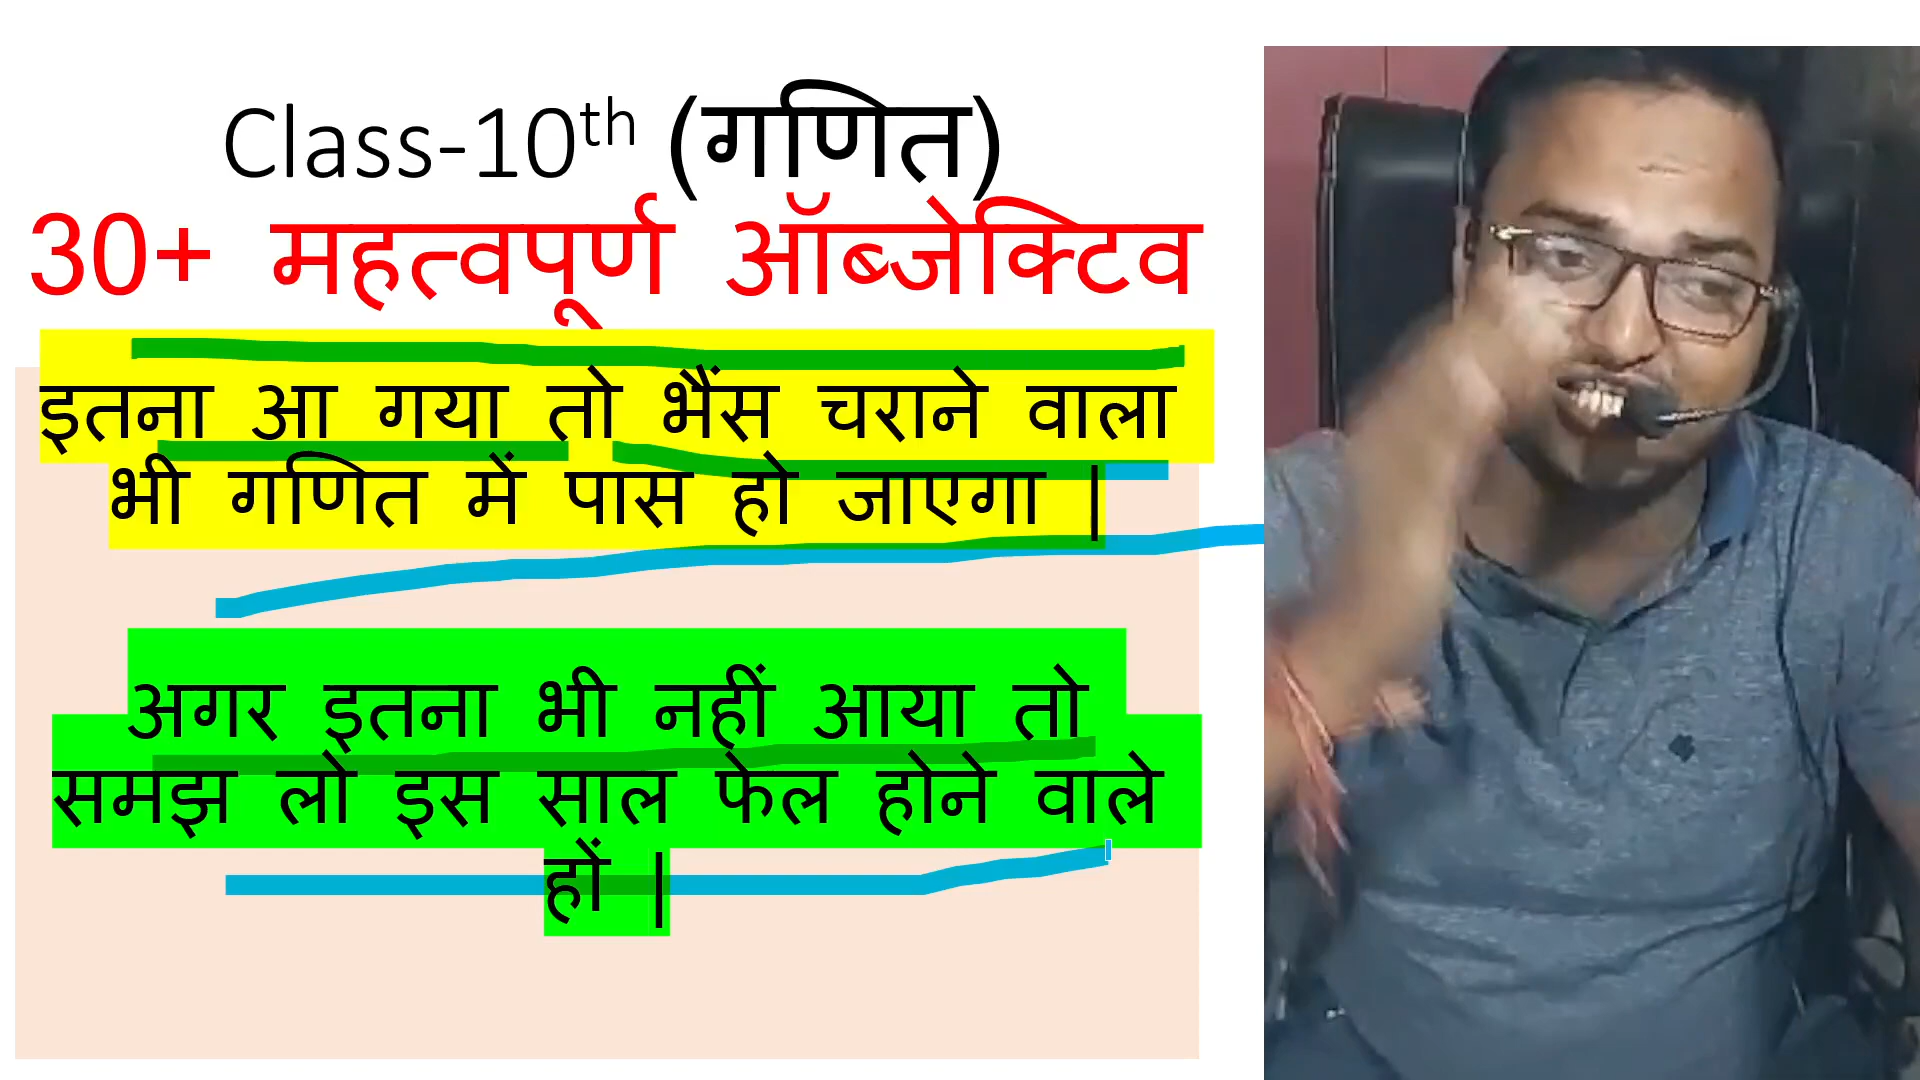 Class-10th (गणित)
30+ महत्वपूर्ण ऑब्जेक्टिव
इतना आ गया तो भैंस चराने वाला
भी गणित में पास हो जाएगा |
अगर इतना भी नहीं आया तो
समझ लो इस साल फेल होने वाले
हों |